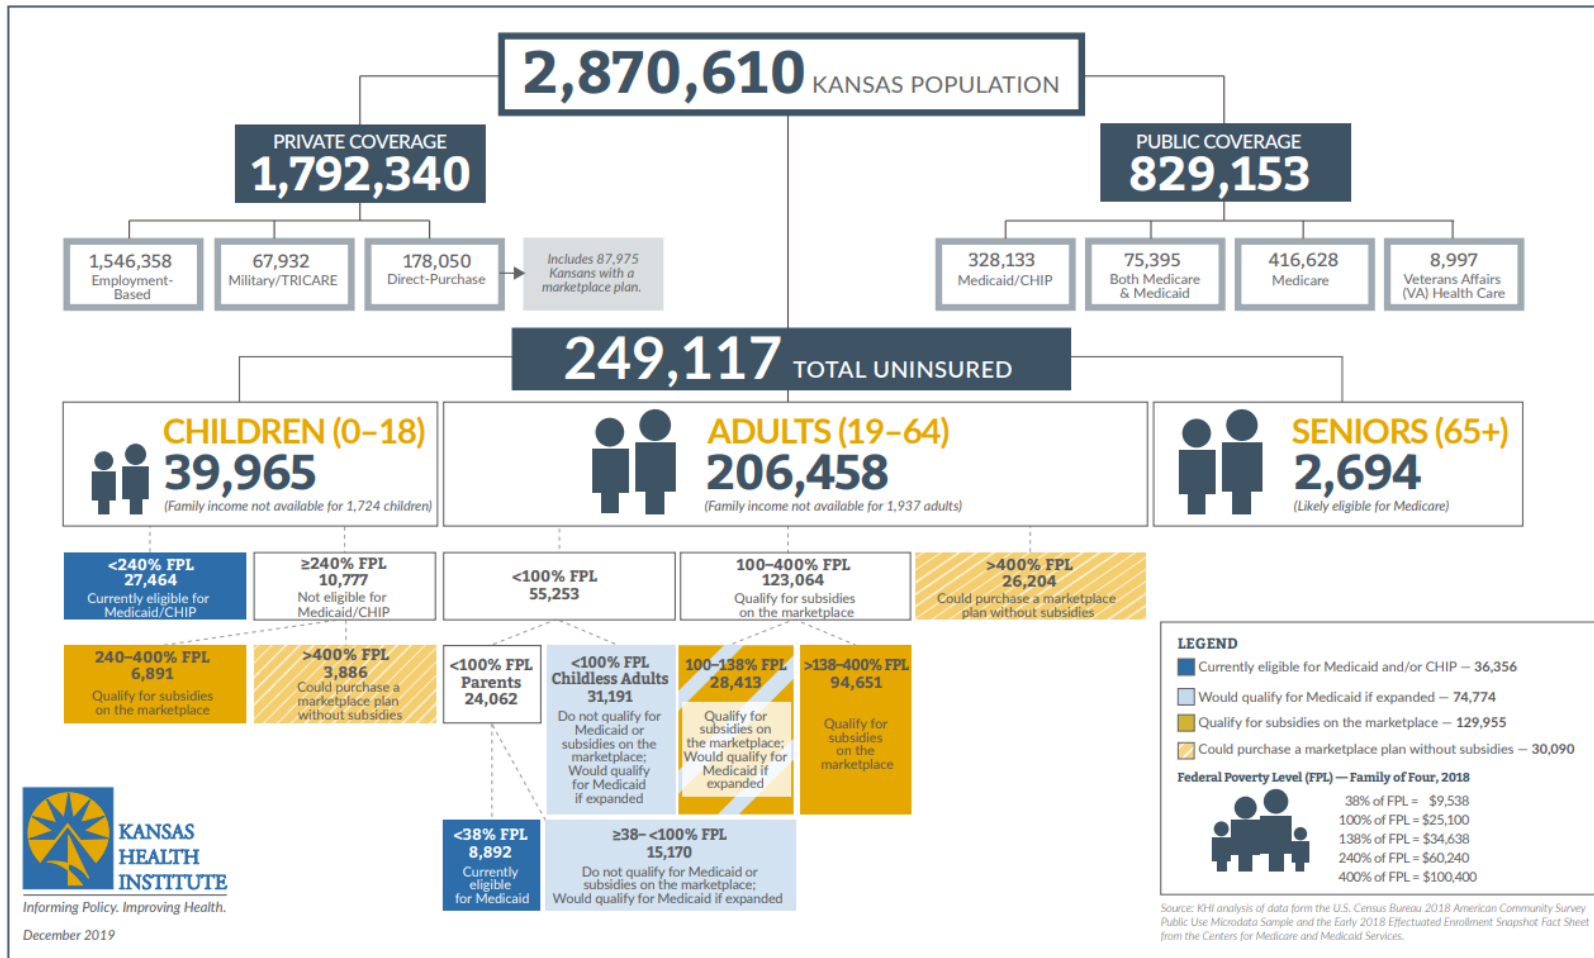 2,870,610 KANSAS POPULATION
PRIVATE COVERAGE
1,792,340
PUBLIC COVERAGE
829,153
1,546,358
Employment-
Based
67,932
Military/TRICARE
178,050
Direct-Purchase
Includes 87,975
Kansans with a
marketplace plan.
328,133
Medicaid/CHIP
75,395
Both Medicare
& Medicaid
416,628
Medicare
8,997
Veterans Affairs
(VA) Health Care
249,117 TOTAL UNINSURED
CHILDREN (0–18)
39,965
(Family income not available for 1,724 children)
ADULTS (19–64)
206,458
(Family income not available for 1,937 adults)
SENIORS (65+)
2,694
(Likely eligible for Medicare)
<240% FPL
27,464
Currently eligible for
Medicaid/CHIP
≥240% FPL
10,777
Not eligible for
Medicaid/CHIP
<100% FPL
55,253
100–400% FPL
123,064
Qualify for subsidies
on the marketplace
>400% FPL
26,204
Could purchase a marketplace
plan without subsidies
240–400% FPL
6,891
Qualify for subsidies
on the marketplace
>400% FPL
3,886
Could purchase a
marketplace plan
without subsidies
<100% FPL
Parents
24,062
<100% FPL
Childless Adults
31,191
Do not qualify for
Medicaid or
subsidies on the
marketplace;
Would qualify
for Medicaid
if expanded
100–138% FPL
28,413
Qualify for
subsidies on
the marketplace;
Would qualify for
Medicaid if
expanded
>138–400% FPL
94,651
Qualify for
subsidies
on the
marketplace
<38% FPL
8,892
Currently
eligible
for Medicaid
≥38– <100% FPL
15,170
Do not qualify for Medicaid or
subsidies on the marketplace;
Would qualify for Medicaid if expanded
LEGEND
Currently eligible for Medicaid and/or CHIP — 36,356
Would qualify for Medicaid if expanded — 74,774
Qualify for subsidies on the marketplace — 129,955
Could purchase a marketplace plan without subsidies — 30,090
Federal Poverty Level (FPL) — Family of Four, 2018
38% of FPL = $9,538
100% of FPL = $25,100
138% of FPL = $34,638
240% of FPL = $60,240
400% of FPL = $100,400
KANSAS
HEALTH
INSTITUTE
Informing Policy. Improving Health.
December 2019
Source: KHI analysis of data form the U.S. Census Bureau 2018 American Community Survey
Public Use Microdata Sample and the Early 2018 Effectuated Enrollment Snapshot Fact Sheet
from the Centers for Medicare and Medicaid Services.